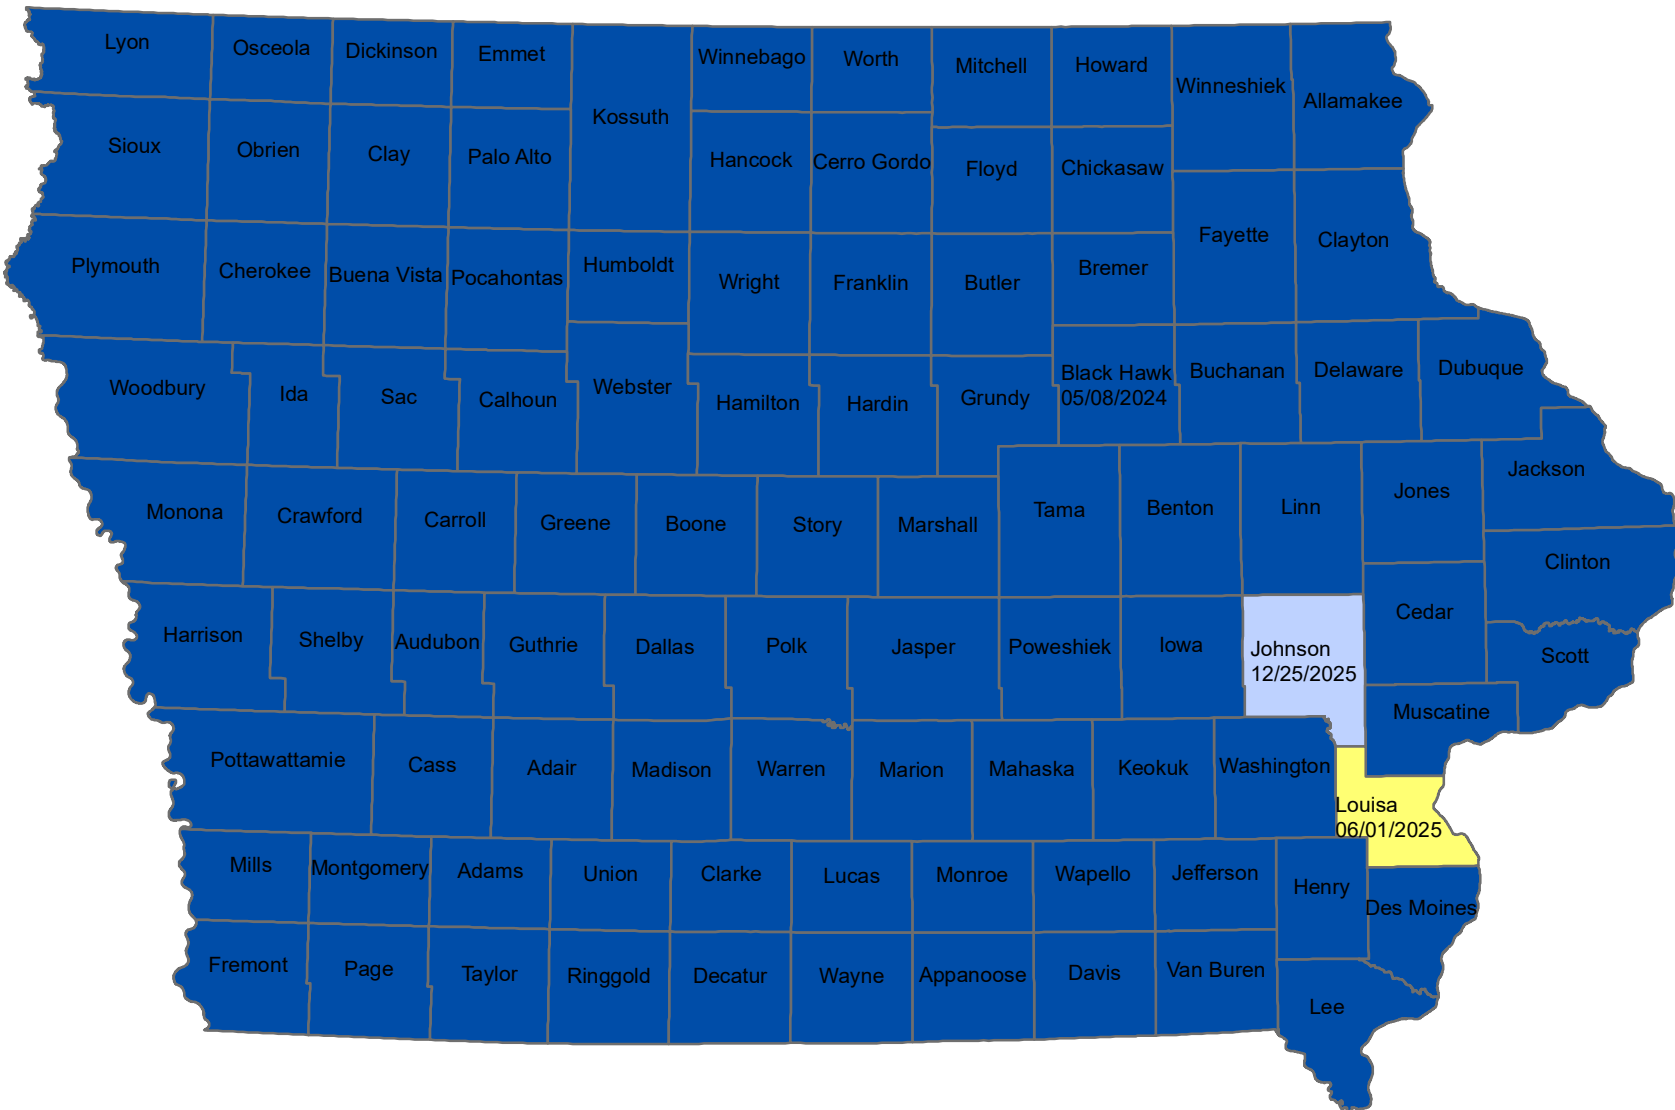 Lyon
Osceola
Dickinson
Emmet
Kossuth
Winnebago
Worth
Mitchell
Howard
Winneshiek
Allamakee
Sioux
Obrien
Clay
Palo Alto
Hancock
Cerro Gordo
Floyd
Chickasaw
Fayette
Clayton
Plymouth
Cherokee
Buena Vista
Pocahontas
Humboldt
Wright
Franklin
Butler
Bremer
Woodbury
Ida
Sac
Calhoun
Webster
Hamilton
Hardin
Grundy
Black Hawk
05/08/2024
Buchanan
Delaware
Dubuque
Monona
Crawford
Carroll
Greene
Boone
Story
Marshall
Tama
Benton
Linn
Jones
Jackson
Clinton
Harrison
Shelby
Audubon
Guthrie
Dallas
Polk
Jasper
Poweshiek
Iowa
Johnson
12/25/2025
Cedar
Scott
Muscatine
Pottawattamie
Cass
Adair
Madison
Warren
Marion
Mahaska
Keokuk
Washington
Louisa
06/01/2025
Mills
Montgomery
Adams
Union
Clarke
Lucas
Monroe
Wapello
Jefferson
Henry
Des Moines
Fremont
Page
Taylor
Ringgold
Decatur
Wayne
Appanoose
Davis
Van Buren
Lee